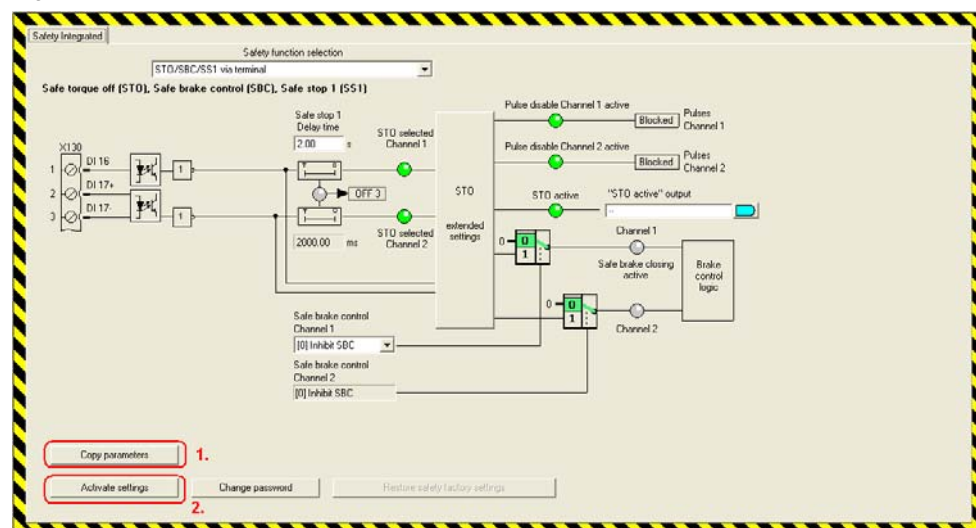 Safety Integrated
Safety function selection
STO/SBC/SS1 via terminal
Safe torque off (STO), Safe brake control (SBC), Safe stop 1 (SS1)
Safe stop 1
Delay time
2.00 s
STO selected
Channel 1
X130
1 DI 16
2 DI 17+
3 DI 17-
1
1
T 0
OFF 3
T 0
2000.00 ms
STO selected
Channel 2
STO
extended
settings
Pulse disable Channel 1 active
Blocked
Pulses
Channel 1
Pulse disable Channel 2 active
Blocked
Pulses
Channel 2
STO active
"STO active" output
Channel 1
0
0
1
Safe brake closing
active
Brake
control
logic
0
0
1
Channel 2
Safe brake control
Channel 1
[0] Inhibit SBC
Safe brake control
Channel 2
[0] Inhibit SBC
Copy parameters
1.
Activate settings
2.
Change password
Restore safety factory settings